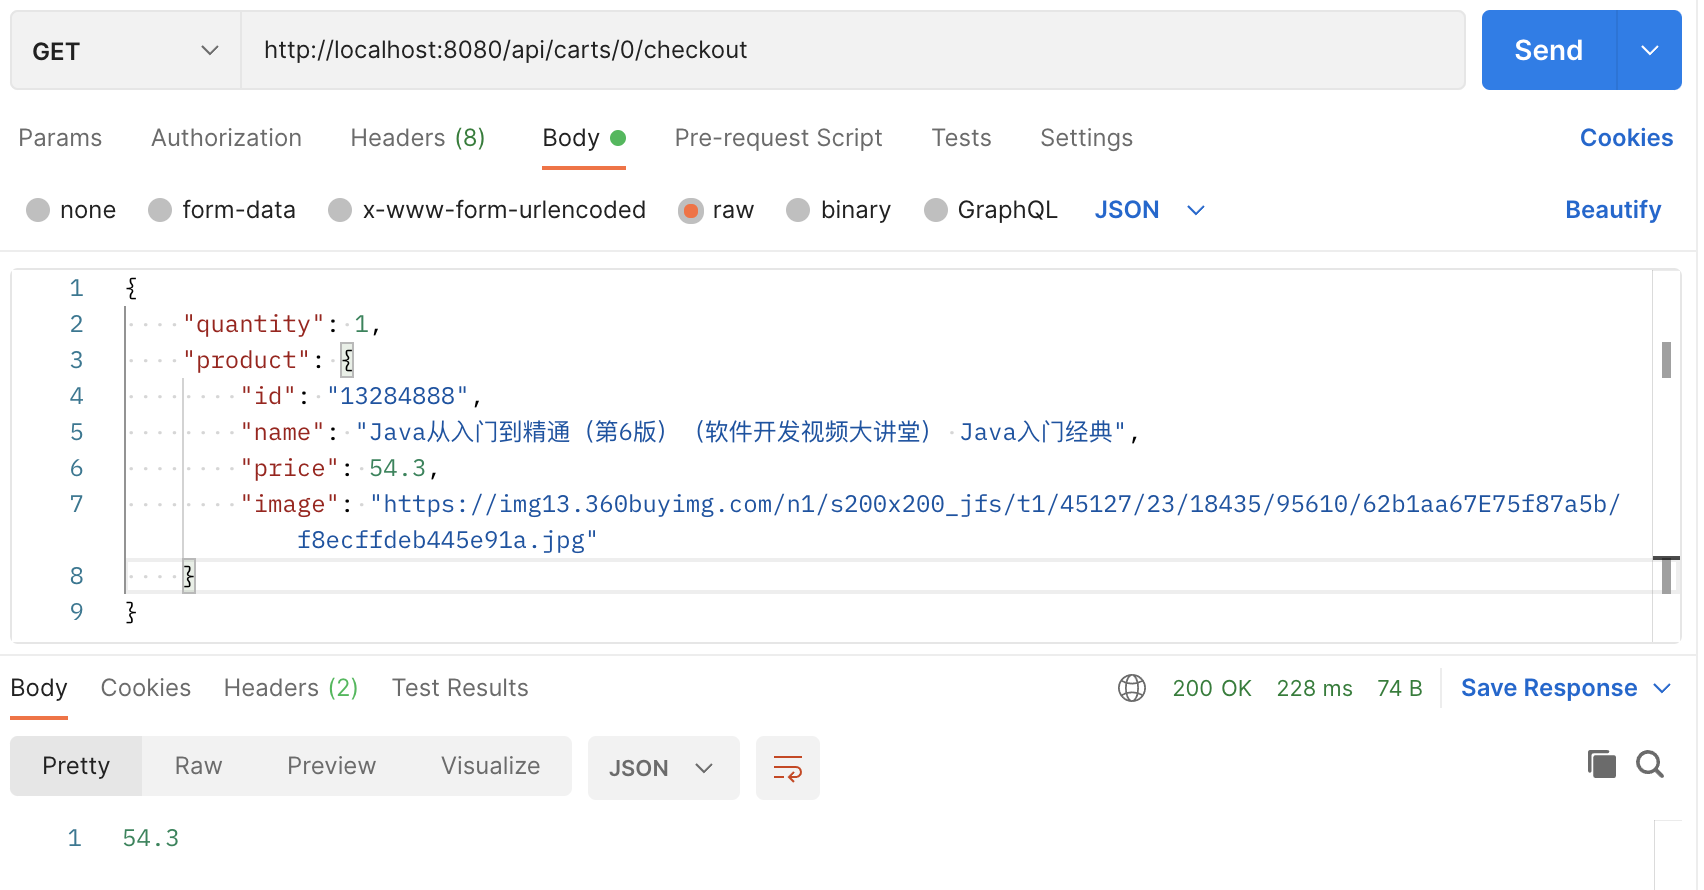 GET http://localhost:8080/api/carts/0/checkout Send
Params Authorization Headers (8) Body Pre-request Script Tests Settings Cookies
none form-data x-www-form-urlencoded raw binary GraphQL JSON Beautify
1 {
2 "quantity": 1,
3 "product": {
4 "id": "13284888",
5 "name": "Java从入门到精通（第6版）（软件开发视频大讲堂） Java入门经典",
6 "price": 54.3,
7 "image": "https://img13.360buyimg.com/n1/s200x200_jfs/t1/45127/23/18435/95610/62b1aa67E75f87a5b/
f8ecffdeb445e91a.jpg"
8 }
9 }
Body Cookies Headers (2) Test Results 200 OK 228 ms 74 B Save Response
Pretty Raw Preview Visualize JSON
1 54.3